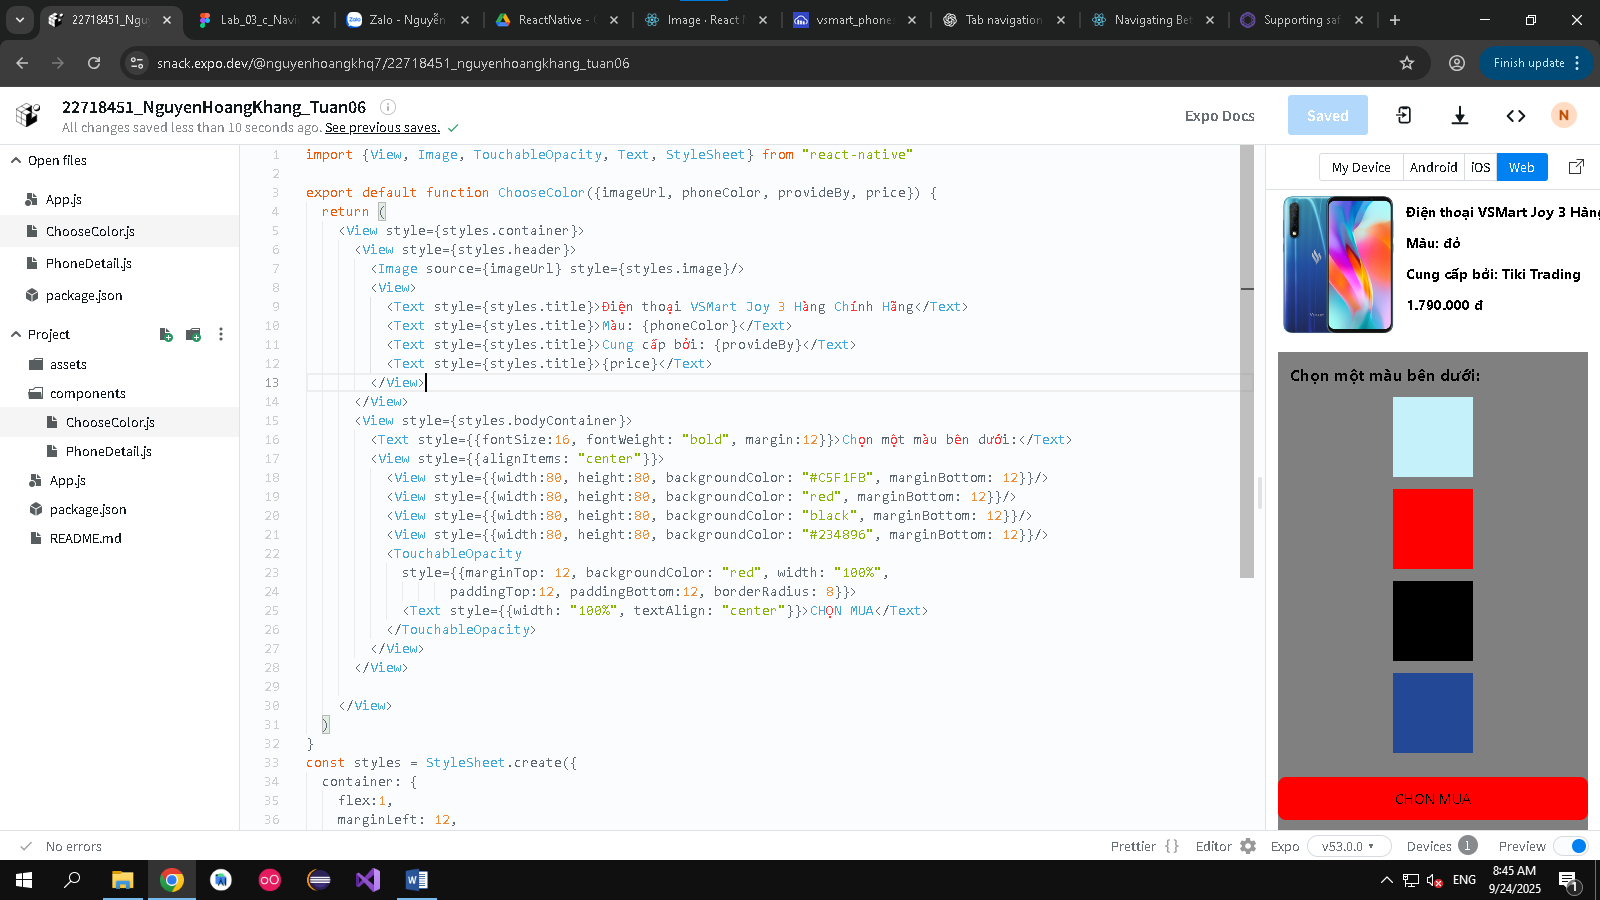 22718451_Nguy
Lab_03_c_Navi
Zalo - Nguyễn
ReactNative -
Image · React
vsmart_phone
Tab navigation
Navigating Bet
Supporting saf
snack.expo.dev/@nguyenhoangkhq7/22718451_nguyenhoangkhang_tuan06
Finish update
22718451_NguyenHoangKhang_Tuan06
All changes saved less than 10 seconds ago. See previous saves.
Expo Docs
Saved
N
Open files
App.js
ChooseColor.js
PhoneDetail.js
package.json
Project
assets
components
ChooseColor.js
PhoneDetail.js
App.js
package.json
README.md
1 import {View, Image, TouchableOpacity, Text, StyleSheet} from "react-native"
2
3 export default function ChooseColor({imageUrl, phoneColor, provideBy, price}) {
4 return (
5 <View style={styles.container}>
6 <View style={styles.header}>
7 <Image source={imageUrl} style={styles.image}/>
8 <View>
9 <Text style={styles.title}>Điện thoại VSMart Joy 3 Hàng Chính Hãng</Text>
10 <Text style={styles.title}>Màu: {phoneColor}</Text>
11 <Text style={styles.title}>Cung cấp bởi: {provideBy}</Text>
12 <Text style={styles.title}>{price}</Text>
13 </View>
14 </View>
15 <View style={styles.bodyContainer}>
16 <Text style={{fontSize:16, fontWeight: "bold", margin:12}}>Chọn một màu bên dưới:</Text>
17 <View style={{alignItems: "center"}}>
18 <View style={{width:80, height:80, backgroundColor: "#C5F1FB", marginBottom: 12}}/>
19 <View style={{width:80, height:80, backgroundColor: "red", marginBottom: 12}}/>
20 <View style={{width:80, height:80, backgroundColor: "black", marginBottom: 12}}/>
21 <View style={{width:80, height:80, backgroundColor: "#234896", marginBottom: 12}}/>
22 <TouchableOpacity
23 style={{marginTop: 12, backgroundColor: "red", width: "100%",
24 paddingTop:12, paddingBottom:12, borderRadius: 8}}>
25 <Text style={{width: "100%", textAlign: "center"}}>CHỌN MUA</Text>
26 </TouchableOpacity>
27 </View>
28 </View>
29
30 </View>
31 )
32 }
33 const styles = StyleSheet.create({
34 container: {
35 flex:1,
36 marginLeft: 12,
My Device
Android
iOS
Web
Điện thoại VSMart Joy 3 Hàng
Màu: đỏ
Cung cấp bởi: Tiki Trading
1.790.000 đ
Chọn một màu bên dưới:
CHỌN MUA
No errors
Prettier { }
Editor
Expo
v53.0.0
Devices 1
Preview
ENG
8:45 AM
9/24/2025
1